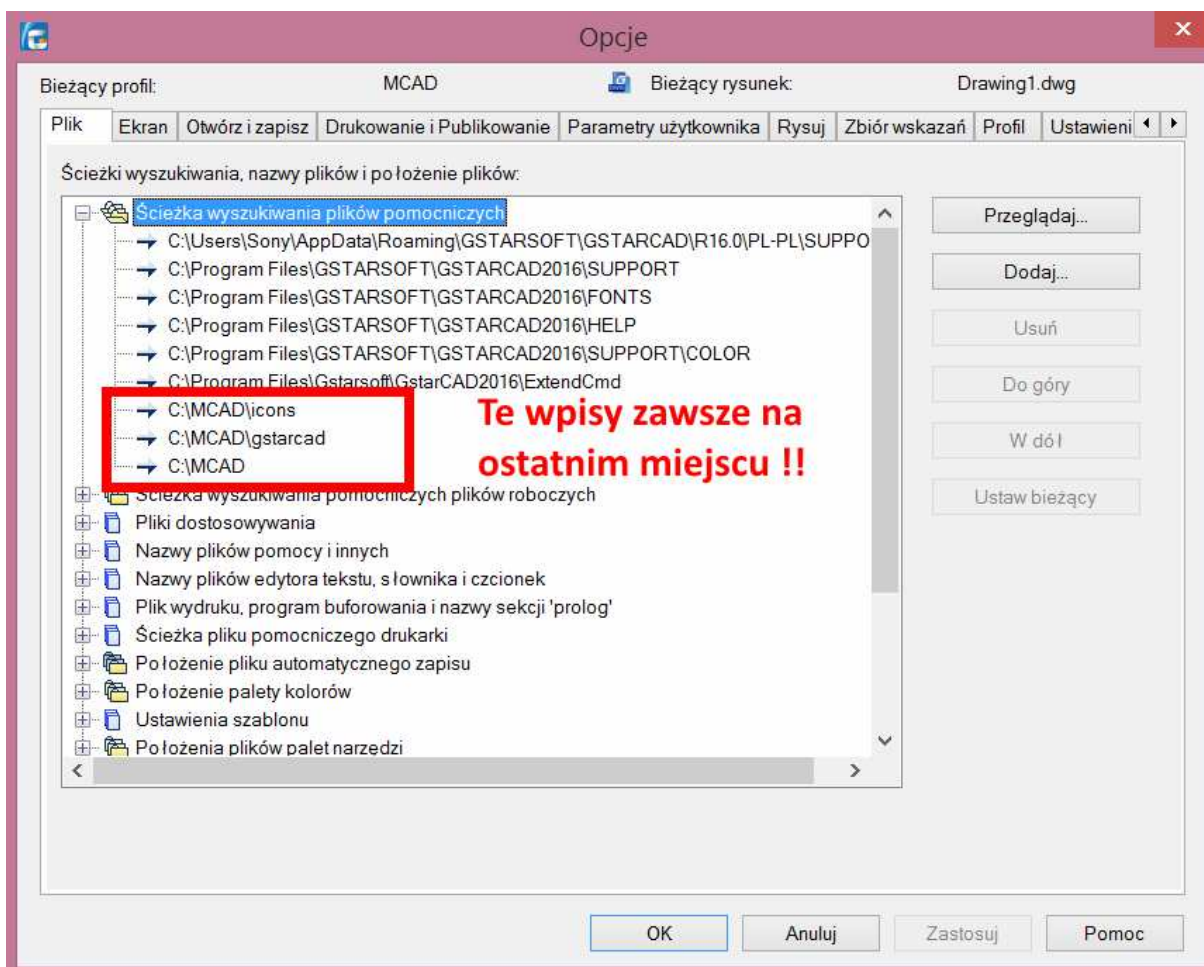 Opcje
Bieżący profil: MCAD Bieżący rysunek: Drawing1.dwg
Plik Ekran Otwórz i zapisz Drukowanie i Publikowanie Parametry użytkownika Rysuj Zbiór wskazań Profil Ustawieni
Ścieżki wyszukiwania, nazwy plików i położenie plików:
Ścieżka wyszukiwania plików pomocniczych
C:\Users\Sony\AppData\Roaming\GSTARSOFT\GSTARCAD\R16.0\PL-PL\SUPPO
C:\Program Files\GSTARSOFT\GSTARCAD2016\SUPPORT
C:\Program Files\GSTARSOFT\GSTARCAD2016\FONTS
C:\Program Files\GSTARSOFT\GSTARCAD2016\HELP
C:\Program Files\GSTARSOFT\GSTARCAD2016\SUPPORT\COLOR
C:\Program Files\Gstarsoft\GstarCAD2016\ExtendCmd
C:\MCAD\icons
C:\MCAD\gstarcad
C:\MCAD
Te wpisy zawsze na
ostatnim miejscu !!
Ścieżka wyszukiwania pomocniczych plików roboczych
Pliki dostosowywania
Nazwy plików pomocy i innych
Nazwy plików edytora tekstu, słownika i czcionek
Plik wydruku, program buforowania i nazwy sekcji 'prolog'
Ścieżka pliku pomocniczego drukarki
Położenie pliku automatycznego zapisu
Położenie palety kolorów
Ustawienia szablonu
Położenia plików palet narzędzi
Przeglądaj...
Dodaj...
Usuń
Do góry
W dół
Ustaw bieżący
OK Anuluj Zastosuj Pomoc